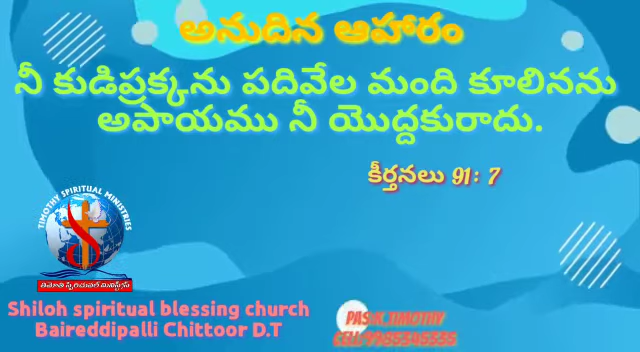 అనుదిన ఆహారం
నీ కుడిప్రక్కను పదివేల మంది కూలినను
అపాయము నీ యొద్దకురాదు.
కీర్తనలు 91: 7
TIMOTHY SPIRITUAL MINISTRIES
తిమోతి స్పిరిచువల్ మినిస్ట్రీస్
Shiloh spiritual blessing church
Baireddipalli Chittoor D.T
PAS:K.TIMOTHY